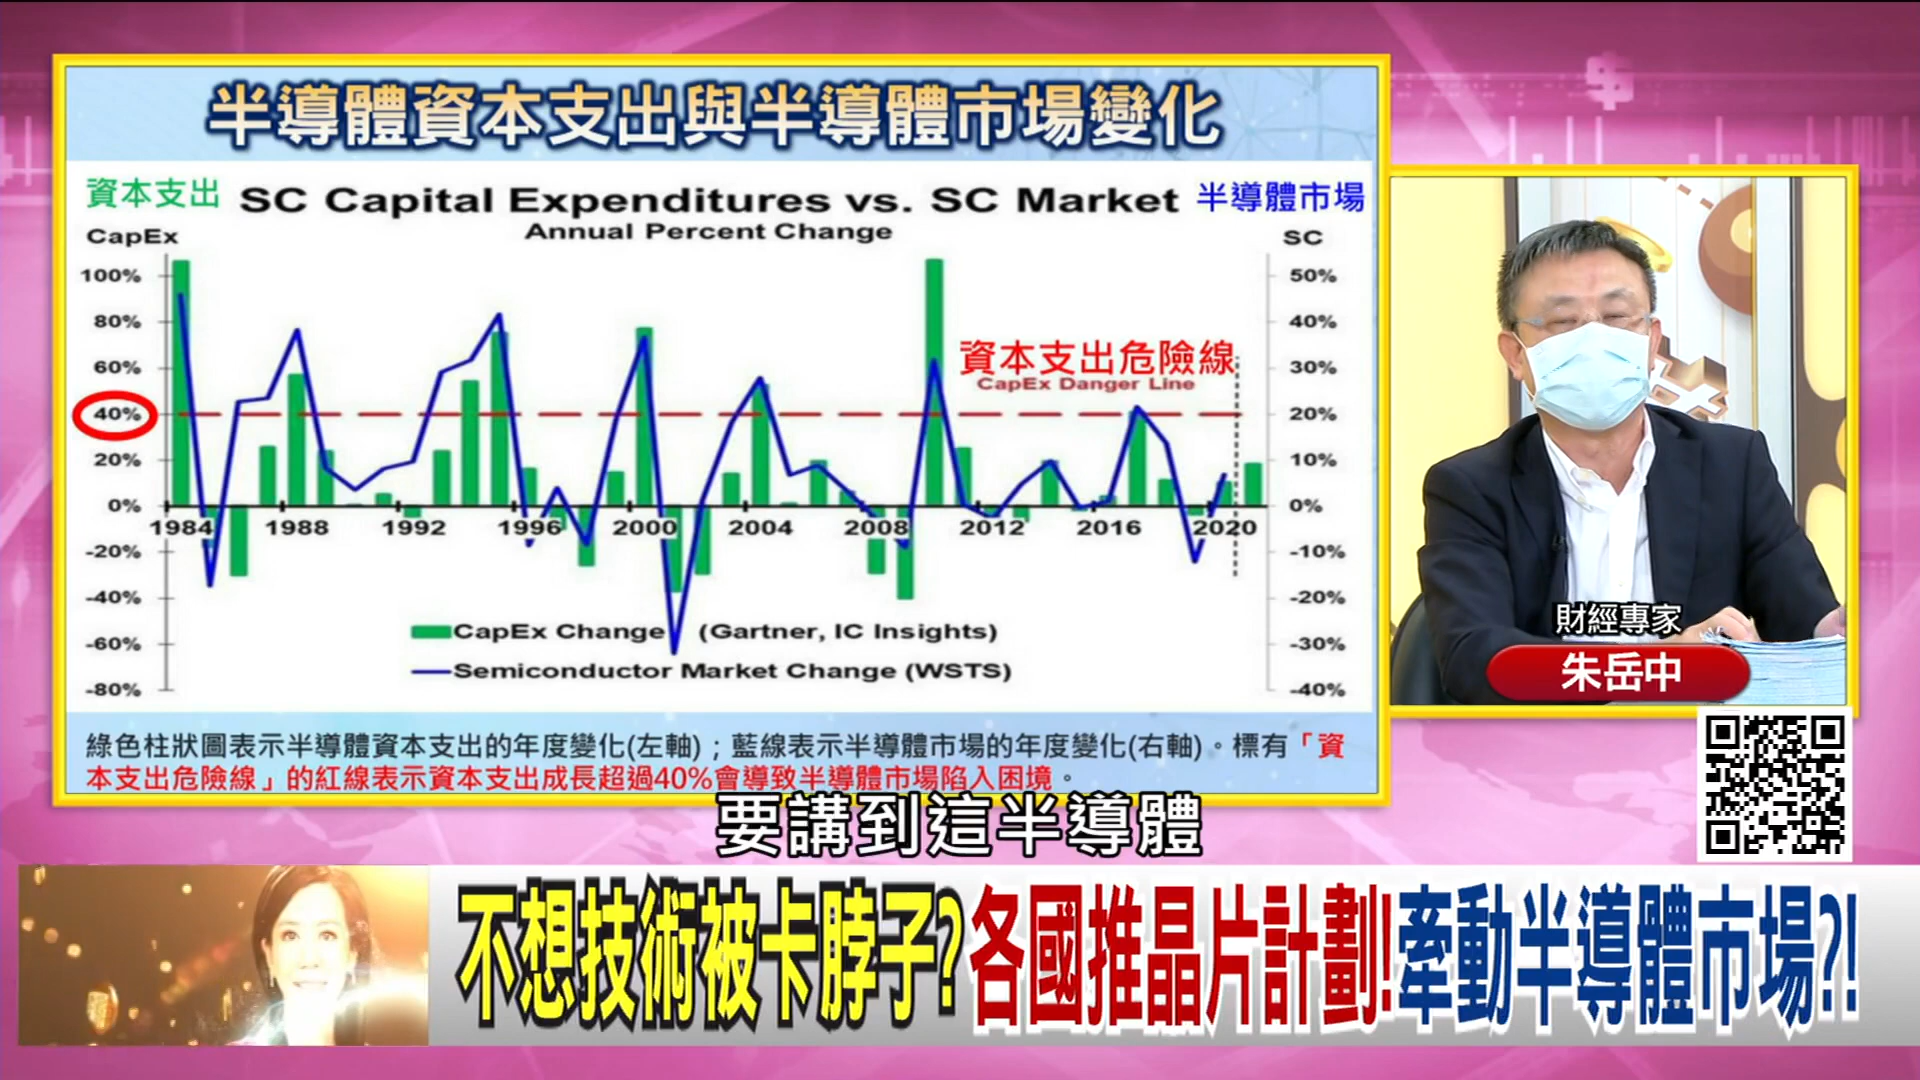 半導體資本支出與半導體市場變化
資本支出
SC Capital Expenditures vs. SC Market
半導體市場
Annual Percent Change
CapEx
SC
100%
80%
60%
40%
20%
0%
-20%
-40%
-60%
-80%
50%
40%
30%
20%
10%
0%
-10%
-20%
-30%
-40%
資本支出危險線
CapEx Danger Line
1984 1988 1992 1996 2000 2004 2008 2012 2016 2020
CapEx Change (Gartner, IC Insights)
Semiconductor Market Change (WSTS)
綠色柱狀圖表示半導體資本支出的年度變化(左軸)；藍線表示半導體市場的年度變化(右軸)。標有「資
本支出危險線」的紅線表示資本支出成長超過40%會導致半導體市場陷入困境。
財經專家
朱岳中
要講到這半導體
不想技術被卡脖子?各國推晶片計劃!牽動半導體市場?!